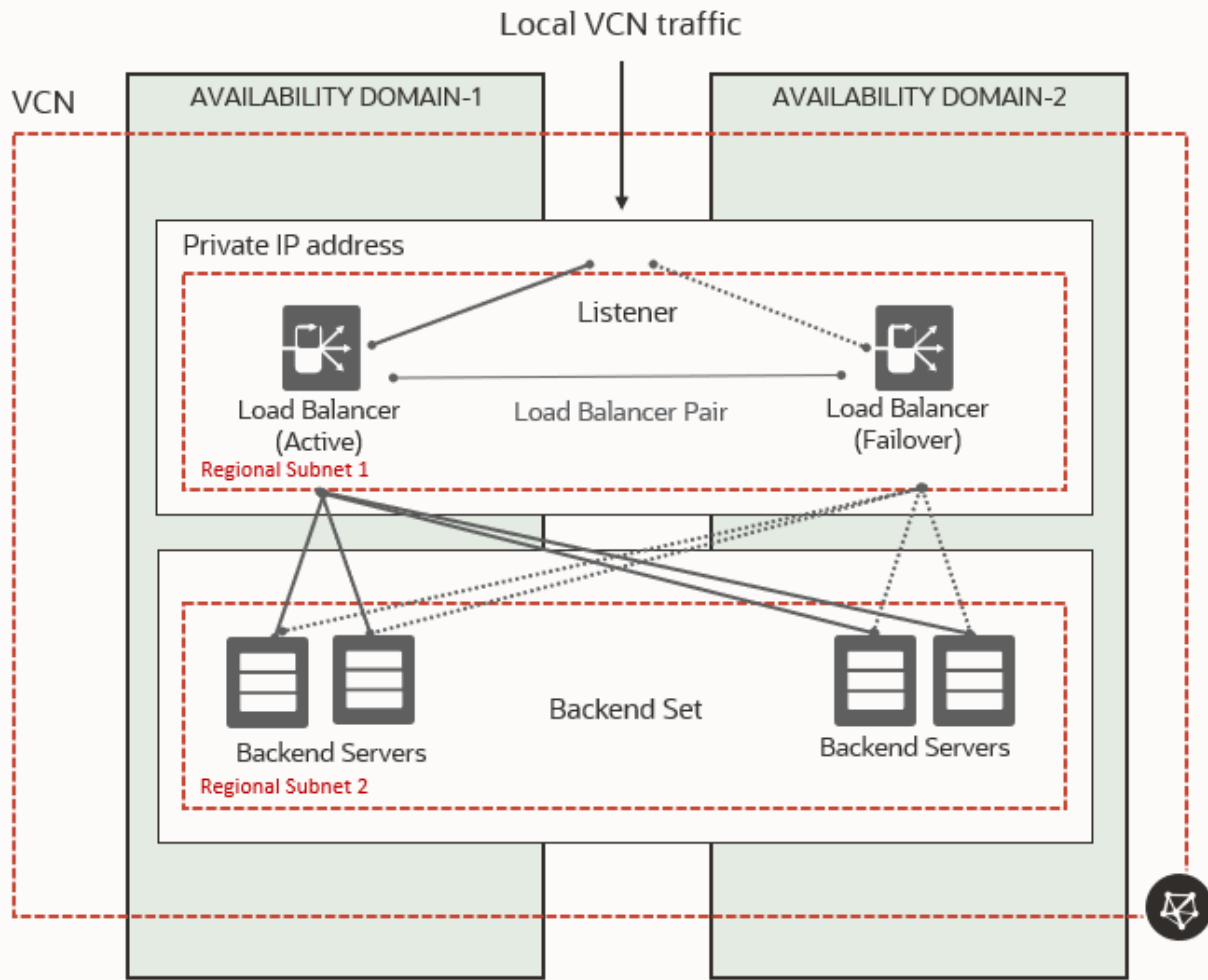 Local VCN traffic
VCN
AVAILABILITY DOMAIN-1
AVAILABILITY DOMAIN-2
Private IP address
Listener
Load Balancer
(Active)
Load Balancer Pair
Load Balancer
(Failover)
Regional Subnet 1
Backend Set
Backend Servers
Backend Servers
Regional Subnet 2